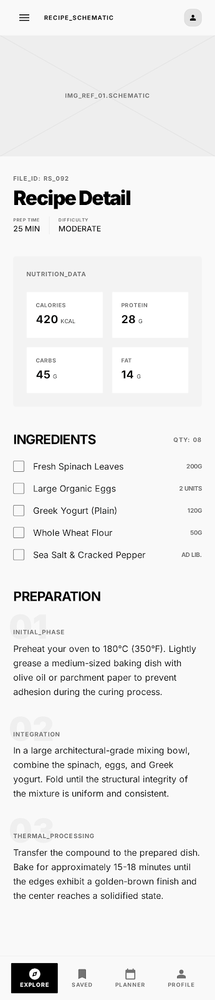 RECIPE_SCHEMATIC
IMG_REF_01.SCHEMATIC
FILE_ID: RS_092
Recipe Detail
PREP TIME
25 MIN
DIFFICULTY
MODERATE
NUTRITION_DATA
CALORIES
420 KCAL
PROTEIN
28 G
CARBS
45 G
FAT
14 G
INGREDIENTS
QTY: 08
Fresh Spinach Leaves 200G
Large Organic Eggs 2 UNITS
Greek Yogurt (Plain) 120G
Whole Wheat Flour 50G
Sea Salt & Cracked Pepper AD LIB.
PREPARATION
01
INITIAL_PHASE
Preheat your oven to 180°C (350°F). Lightly
grease a medium-sized baking dish with
olive oil or parchment paper to prevent
adhesion during the curing process.
02
INTEGRATION
In a large architectural-grade mixing bowl,
combine the spinach, eggs, and Greek
yogurt. Fold until the structural integrity of
the mixture is uniform and consistent.
03
THERMAL_PROCESSING
Transfer the compound to the prepared dish.
Bake for approximately 15-18 minutes until
the edges exhibit a golden-brown finish and
the center reaches a solidified state.
EXPLORE
SAVED
PLANNER
PROFILE